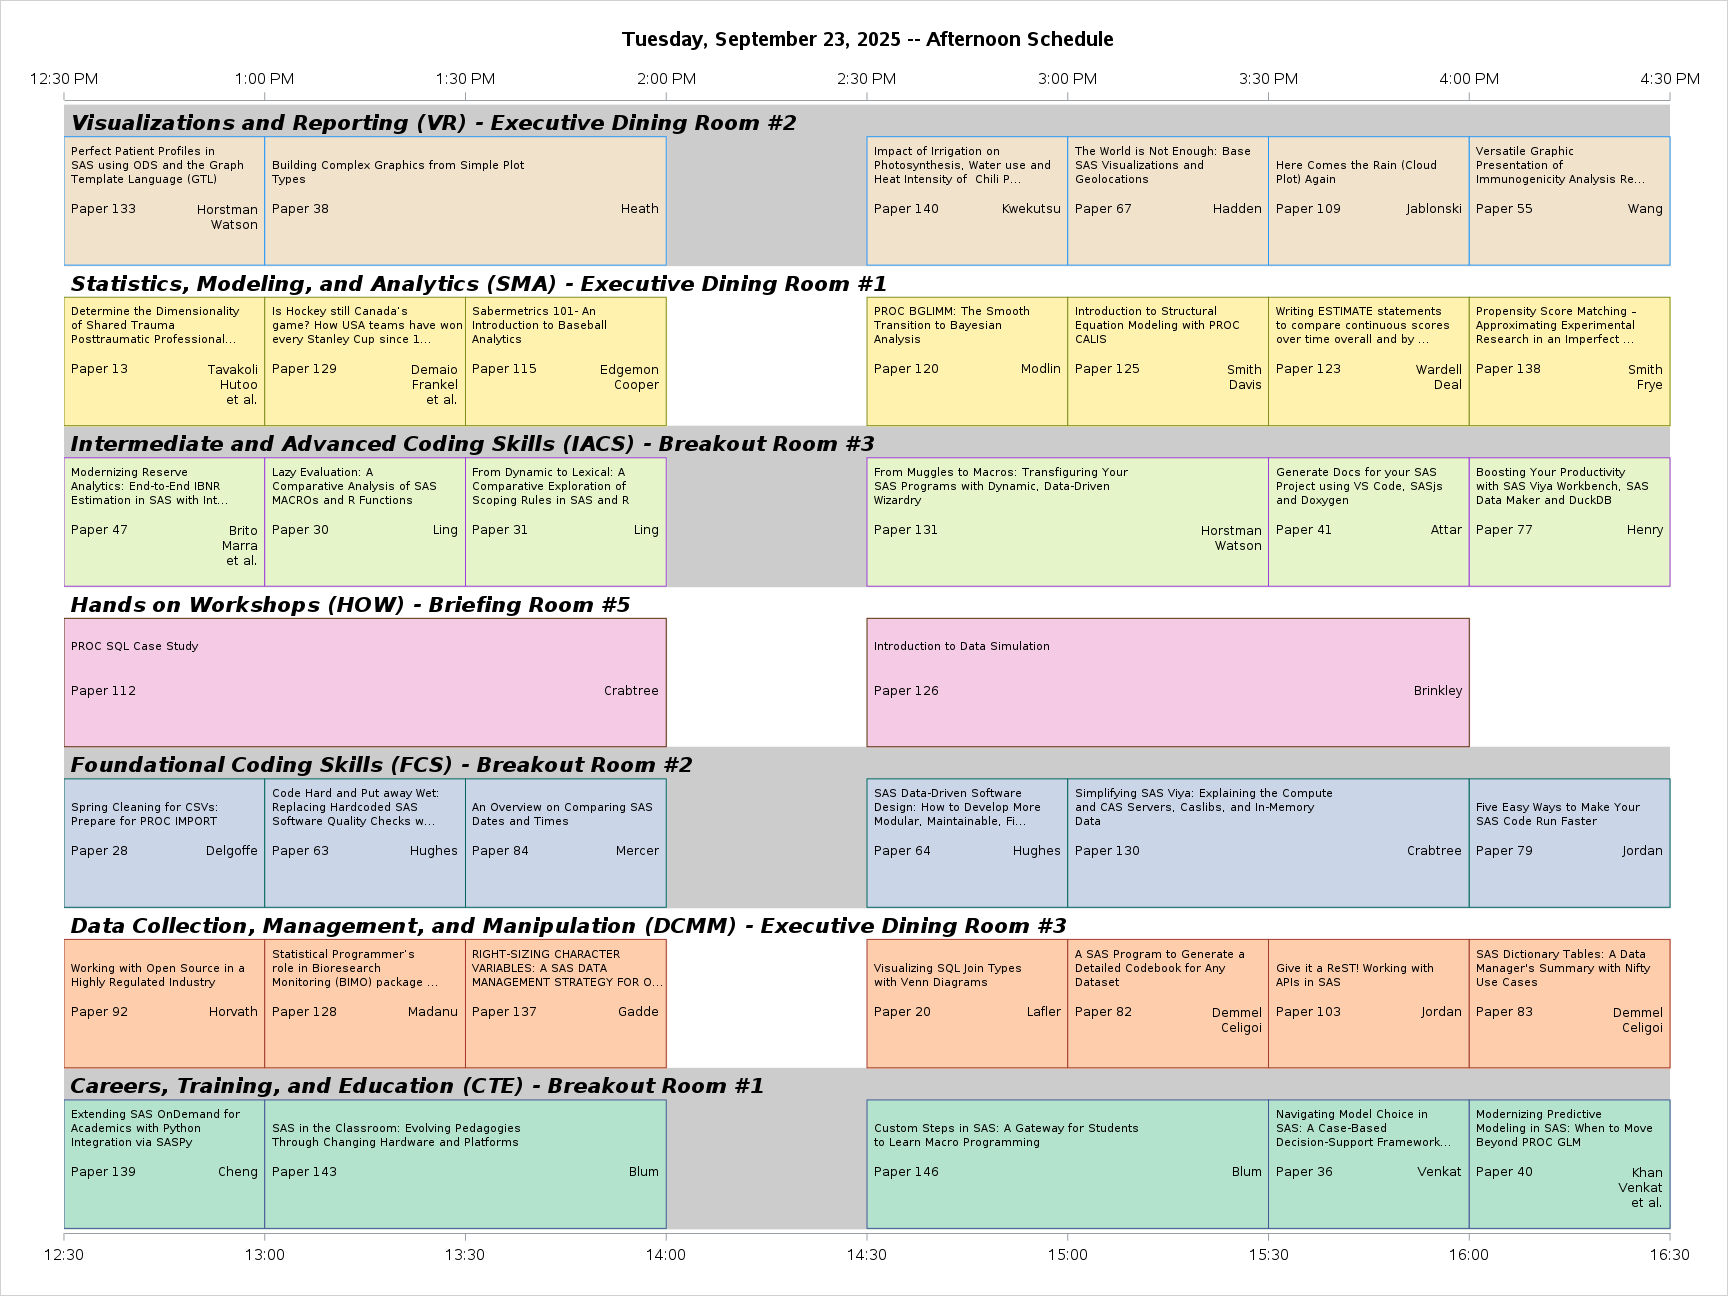 Tuesday, September 23, 2025 -- Afternoon Schedule
12:30 PM 1:00 PM 1:30 PM 2:00 PM 2:30 PM 3:00 PM 3:30 PM 4:00 PM 4:30 PM
Visualizations and Reporting (VR) - Executive Dining Room #2
Perfect Patient Profiles in
SAS using ODS and the Graph
Template Language (GTL)
Paper 133
Horstman
Watson
Building Complex Graphics from Simple Plot
Types
Paper 38
Heath
Impact of Irrigation on
Photosynthesis, Water use and
Heat Intensity of  Chili P...
Paper 140
Kwekutsu
The World is Not Enough: Base
SAS Visualizations and
Geolocations
Paper 67
Hadden
Here Comes the Rain (Cloud
Plot) Again
Paper 109
Jablonski
Versatile Graphic
Presentation of
Immunogenicity Analysis Re...
Paper 55
Wang
Statistics, Modeling, and Analytics (SMA) - Executive Dining Room #1
Determine the Dimensionality
of Shared Trauma
Posttraumatic Professional...
Paper 13
Tavakoli
Hutoo
et al.
Is Hockey still Canada's
game? How USA teams have won
every Stanley Cup since 1...
Paper 129
Demaio
Frankel
et al.
Sabermetrics 101- An
Introduction to Baseball
Analytics
Paper 115
Edgemon
Cooper
PROC BGLIMM: The Smooth
Transition to Bayesian
Analysis
Paper 120
Modlin
Introduction to Structural
Equation Modeling with PROC
CALIS
Paper 125
Smith
Davis
Writing ESTIMATE statements
to compare continuous scores
over time overall and by ...
Paper 123
Wardell
Deal
Propensity Score Matching –
Approximating Experimental
Research in an Imperfect ...
Paper 138
Smith
Frye
Intermediate and Advanced Coding Skills (IACS) - Breakout Room #3
Modernizing Reserve
Analytics: End-to-End IBNR
Estimation in SAS with Int...
Paper 47
Brito
Marra
et al.
Lazy Evaluation: A
Comparative Analysis of SAS
MACROs and R Functions
Paper 30
Ling
From Dynamic to Lexical: A
Comparative Exploration of
Scoping Rules in SAS and R
Paper 31
Ling
From Muggles to Macros: Transfiguring Your
SAS Programs with Dynamic, Data-Driven
Wizardry
Paper 131
Horstman
Watson
Generate Docs for your SAS
Project using VS Code, SASjs
and Doxygen
Paper 41
Attar
Boosting Your Productivity
with SAS Viya Workbench, SAS
Data Maker and DuckDB
Paper 77
Henry
Hands on Workshops (HOW) - Briefing Room #5
PROC SQL Case Study
Paper 112
Crabtree
Introduction to Data Simulation
Paper 126
Brinkley
Foundational Coding Skills (FCS) - Breakout Room #2
Spring Cleaning for CSVs:
Prepare for PROC IMPORT
Paper 28
Delgoffe
Code Hard and Put away Wet:
Replacing Hardcoded SAS
Software Quality Checks w...
Paper 63
Hughes
An Overview on Comparing SAS
Dates and Times
Paper 84
Mercer
SAS Data-Driven Software
Design: How to Develop More
Modular, Maintainable, Fi...
Paper 64
Hughes
Simplifying SAS Viya: Explaining the Compute
and CAS Servers, Caslibs, and In-Memory
Data
Paper 130
Crabtree
Five Easy Ways to Make Your
SAS Code Run Faster
Paper 79
Jordan
Data Collection, Management, and Manipulation (DCMM) - Executive Dining Room #3
Working with Open Source in a
Highly Regulated Industry
Paper 92
Horvath
Statistical Programmer's
role in Bioresearch
Monitoring (BIMO) package ...
Paper 128
Madanu
RIGHT-SIZING CHARACTER
VARIABLES: A SAS DATA
MANAGEMENT STRATEGY FOR O...
Paper 137
Gadde
Visualizing SQL Join Types
with Venn Diagrams
Paper 20
Lafler
A SAS Program to Generate a
Detailed Codebook for Any
Dataset
Paper 82
Demmel
Celigoi
Give it a ReST! Working with
APIs in SAS
Paper 103
Jordan
SAS Dictionary Tables: A Data
Manager's Summary with Nifty
Use Cases
Paper 83
Demmel
Celigoi
Careers, Training, and Education (CTE) - Breakout Room #1
Extending SAS OnDemand for
Academics with Python
Integration via SASPy
Paper 139
Cheng
SAS in the Classroom: Evolving Pedagogies
Through Changing Hardware and Platforms
Paper 143
Blum
Custom Steps in SAS: A Gateway for Students
to Learn Macro Programming
Paper 146
Blum
Navigating Model Choice in
SAS: A Case-Based
Decision-Support Framework...
Paper 36
Venkat
Modernizing Predictive
Modeling in SAS: When to Move
Beyond PROC GLM
Paper 40
Khan
Venkat
et al.
12:30 13:00 13:30 14:00 14:30 15:00 15:30 16:00 16:30